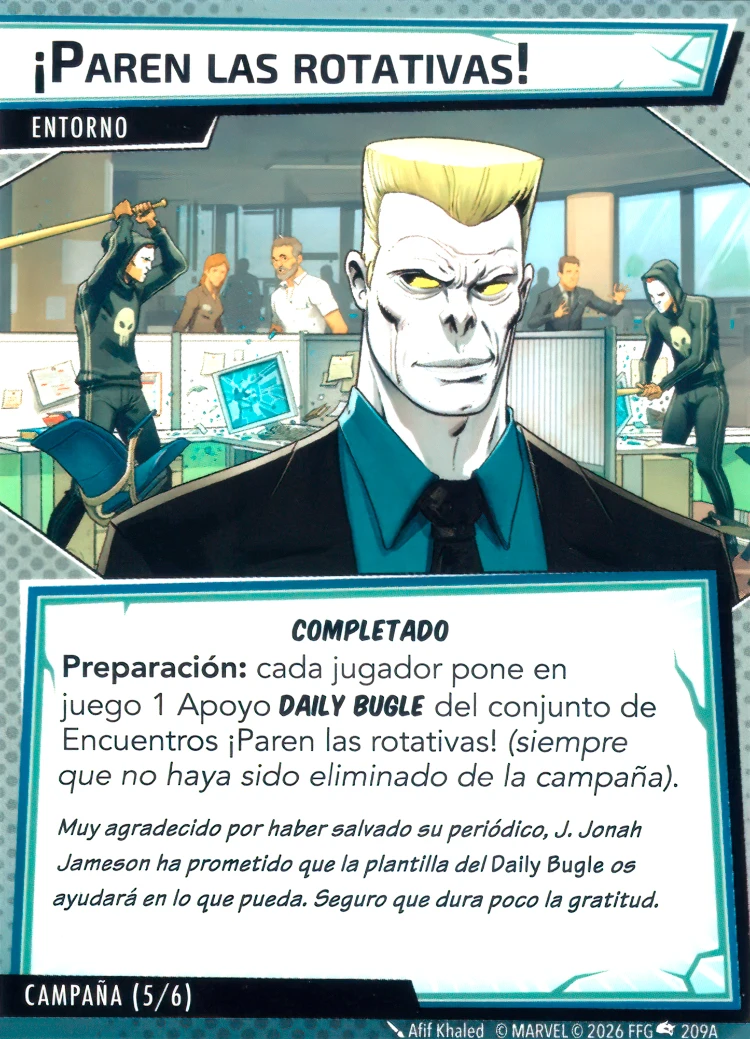 ¡Paren las rotativas!
ENTORNO
COMPLETADO
Preparación: cada jugador pone en
juego 1 Apoyo DAILY BUGLE del conjunto de
Encuentros ¡Paren las rotativas! (siempre
que no haya sido eliminado de la campaña).
Muy agradecido por haber salvado su periódico, J. Jonah
Jameson ha prometido que la plantilla del Daily Bugle os
ayudará en lo que pueda. Seguro que dura poco la gratitud.
CAMPAÑA (5/6)
Afif Khaled © MARVEL © 2026 FFG 209A